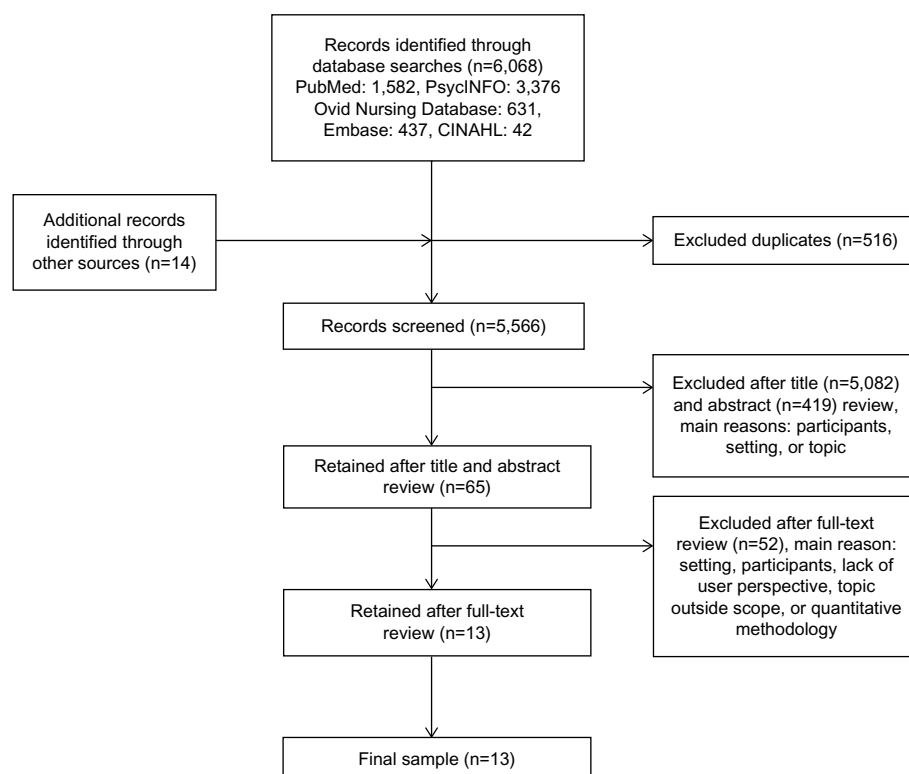 Records identified through
database searches (n=6,068)
PubMed: 1,582, PsycINFO: 3,376
Ovid Nursing Database: 631,
Embase: 437, CINAHL: 42
Additional records
identified through
other sources (n=14)
Excluded duplicates (n=516)
Records screened (n=5,566)
Excluded after title (n=5,082)
and abstract (n=419) review,
main reasons: participants,
setting, or topic
Retained after title and abstract
review (n=65)
Excluded after full-text
review (n=52), main reason:
setting, participants, lack of
user perspective, topic
outside scope, or quantitative
methodology
Retained after full-text
review (n=13)
Final sample (n=13)